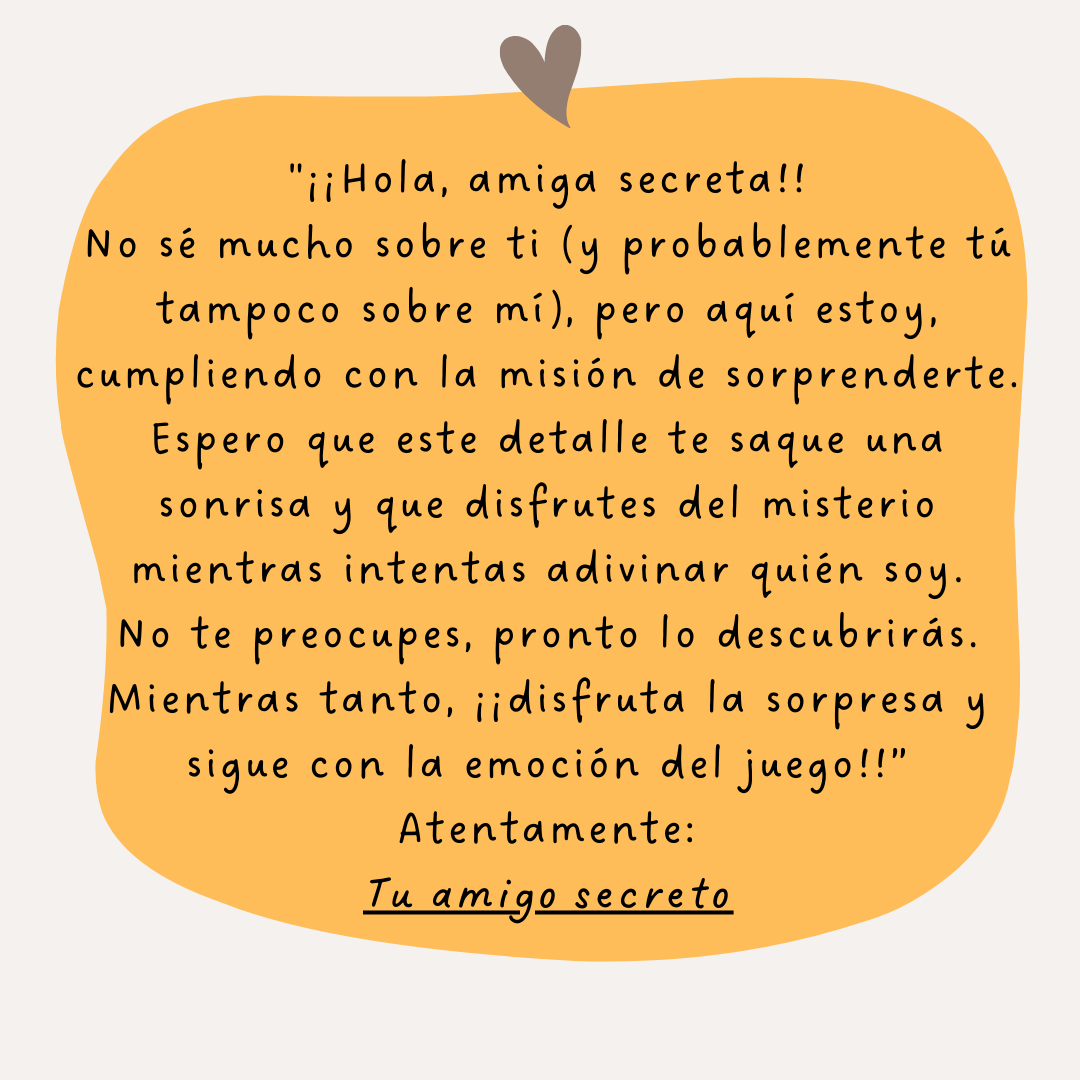 "¡¡Hola, amiga secreta!!
No sé mucho sobre ti (y probablemente tú
tampoco sobre mí), pero aquí estoy,
cumpliendo con la misión de sorprenderte.
Espero que este detalle te saque una
sonrisa y que disfrutes del misterio
mientras intentas adivinar quién soy.
No te preocupes, pronto lo descubrirás.
Mientras tanto, ¡¡disfruta la sorpresa y
sigue con la emoción del juego!!”
Atentamente:
Tu amigo secreto